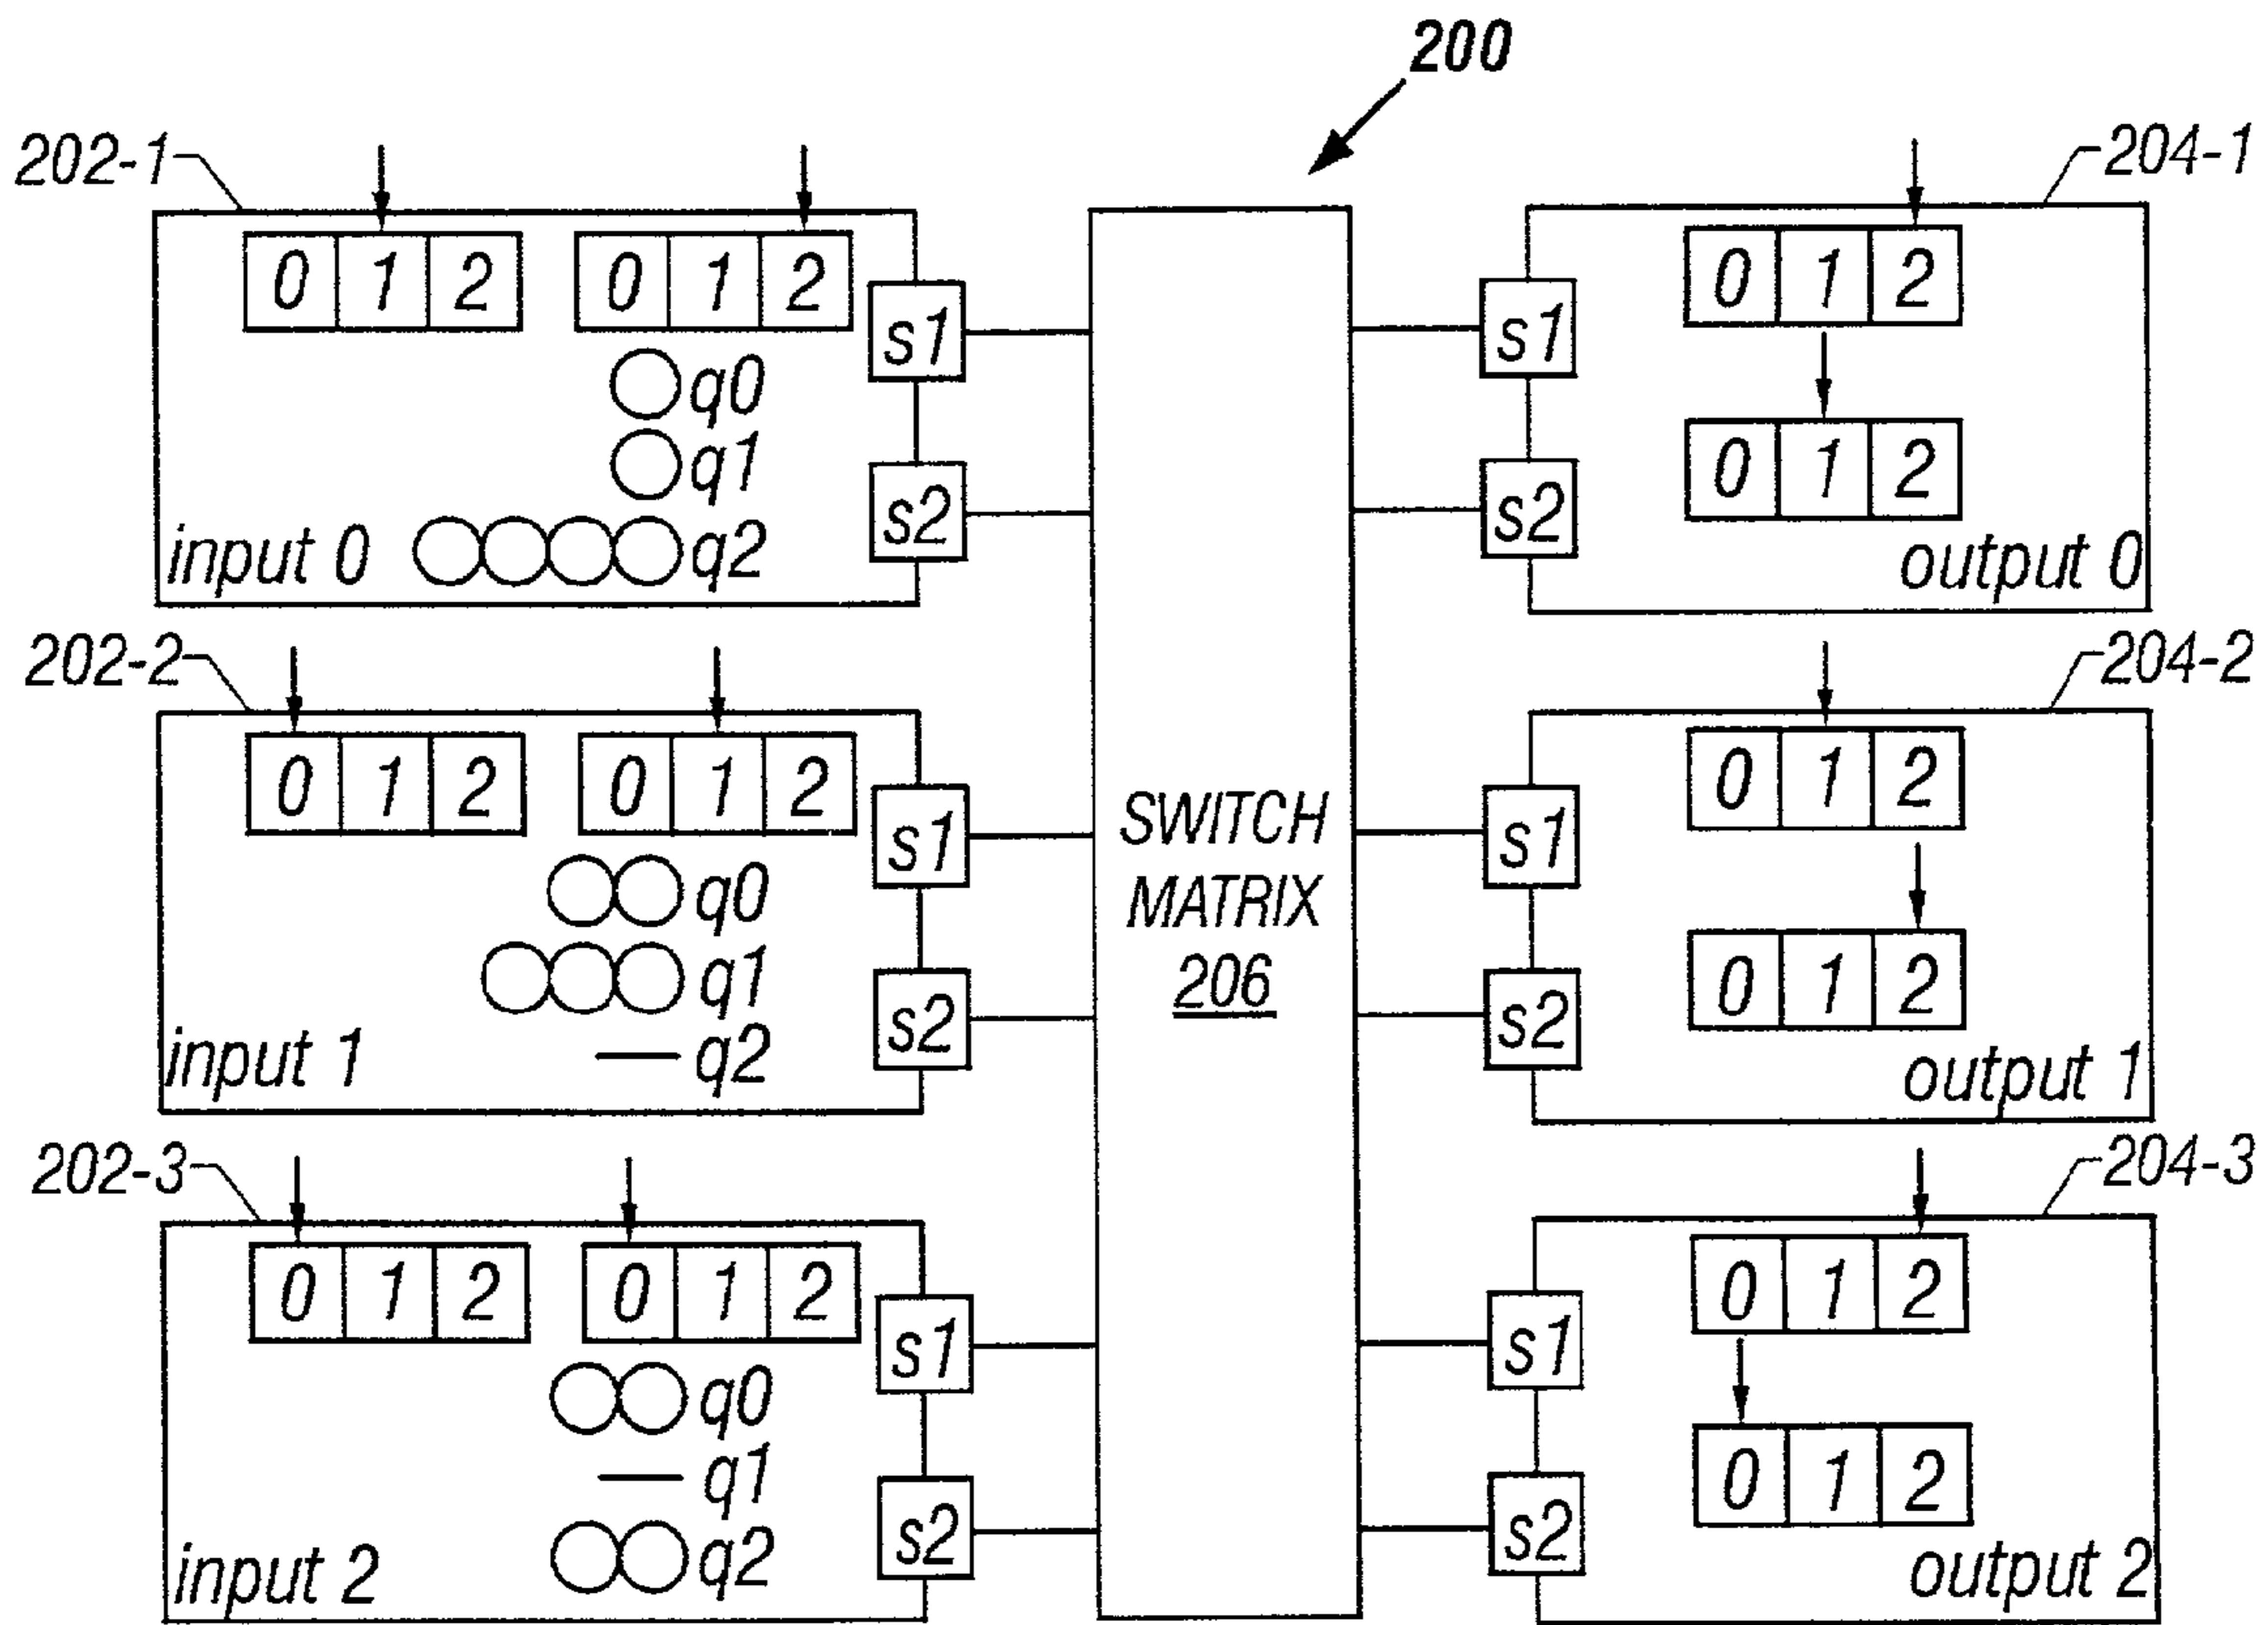 200
202-1
0 1 2 0 1 2
s1
q0
q1
s2
input 0
q2
204-1
s1
0 1 2
s2
0 1 2
output 0
202-2
0 1 2 0 1 2
s1
q0
q1
s2
input 1
q2
SWITCH
MATRIX
206
204-2
s1
0 1 2
s2
0 1 2
output 1
202-3
0 1 2 0 1 2
s1
q0
q1
s2
input 2
q2
204-3
s1
0 1 2
s2
0 1 2
output 2